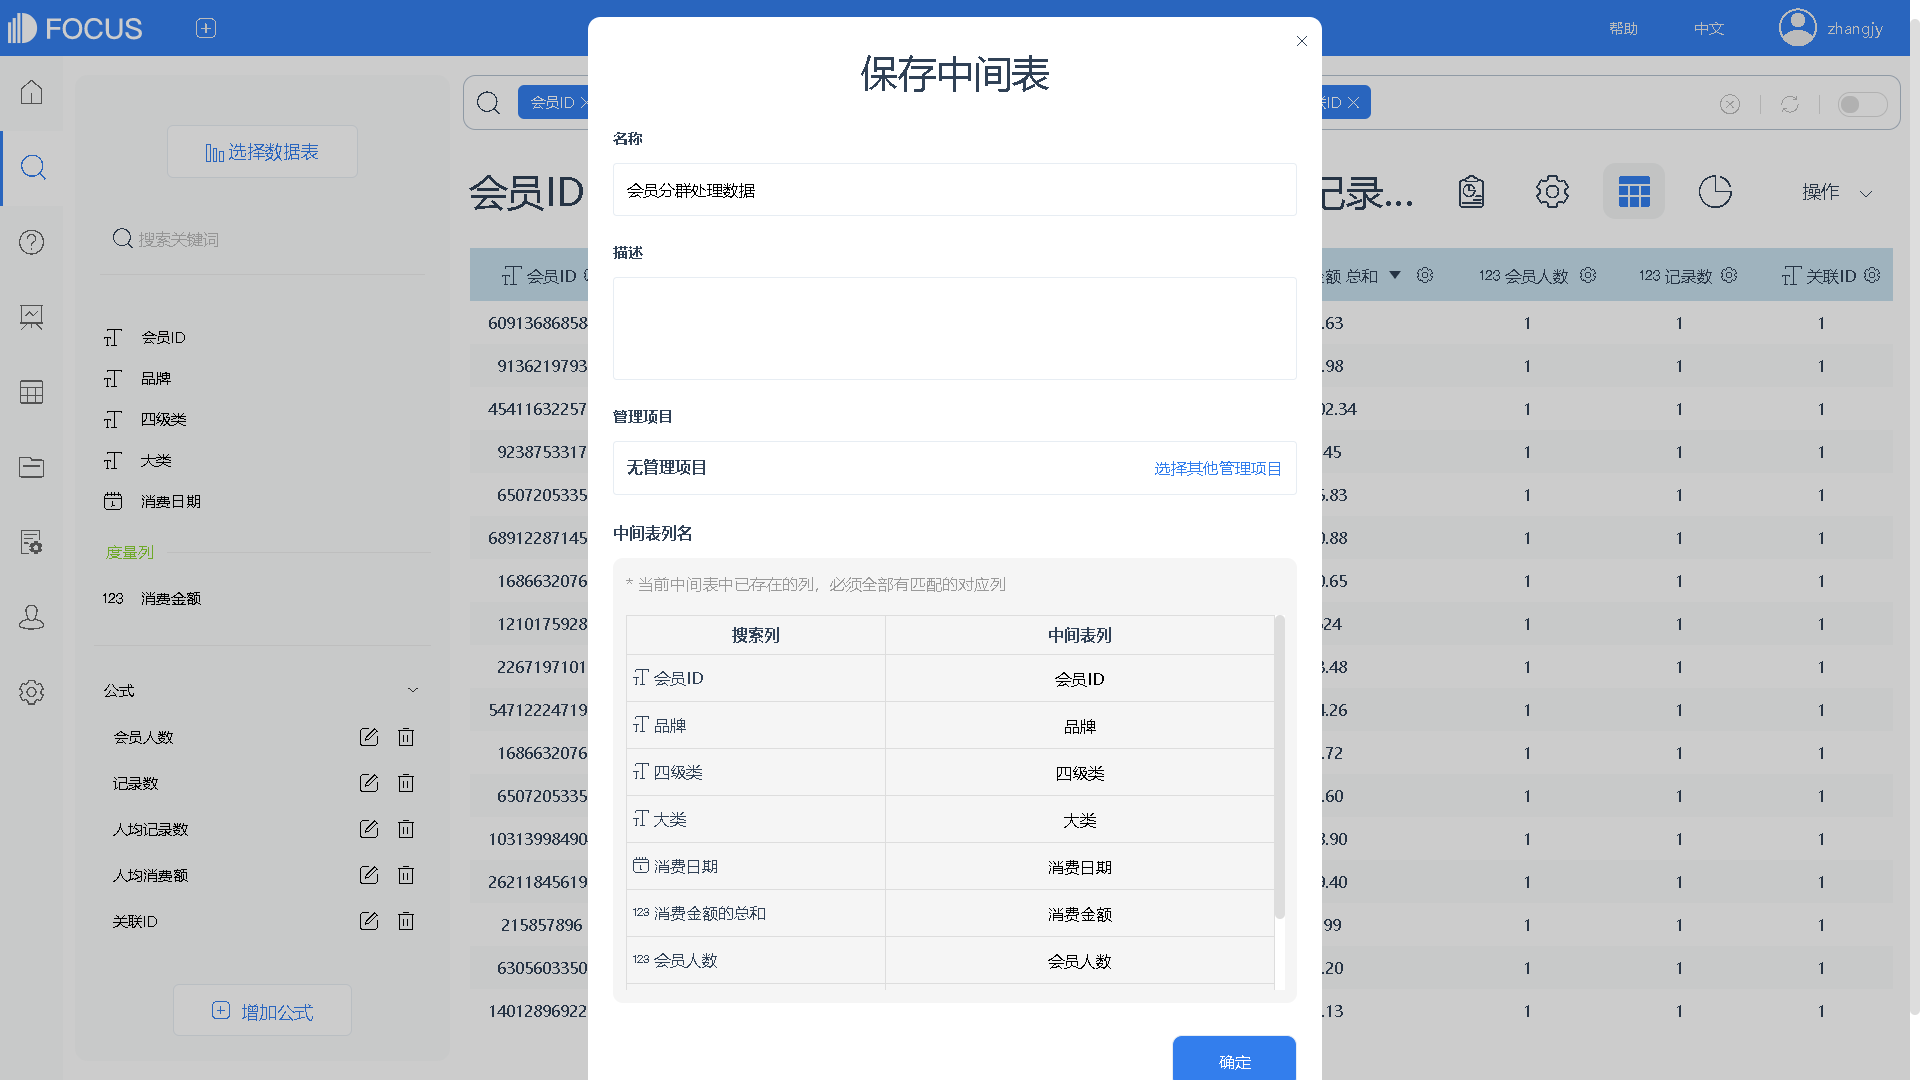 FOCUS
帮助
中文
zhangjy
选择数据表
搜索关键词
会员ID
品牌
四级类
大类
消费日期
度量列
123 消费金额
公式
会员人数
记录数
人均记录数
人均消费额
关联ID
增加公式
会员ID
ID
会员ID
记录...
操作
会员ID
额 总和
123 会员人数
123 记录数
关联ID
60913686858 .63 1 1 1
9136219793 .98 1 1 1
45411632257 02.34 1 1 1
9238753317 45 1 1 1
6507205335 .83 1 1 1
68912287145 .88 1 1 1
1686632076 .65 1 1 1
1210175928 24 1 1 1
2267197101 .48 1 1 1
54712224719 .26 1 1 1
1686632076 .72 1 1 1
6507205335 .60 1 1 1
10313998490 .90 1 1 1
26211845619 .40 1 1 1
215857896 99 1 1 1
6305603350 .20 1 1 1
14012896922 .13 1 1 1
保存中间表
名称
会员分群处理数据
描述
管理项目
无管理项目
选择其他管理项目
中间表列名
* 当前中间表中已存在的列，必须全部有匹配的对应列
搜索列 中间表列
会员ID 会员ID
品牌 品牌
四级类 四级类
大类 大类
消费日期 消费日期
123 消费金额的总和 消费金额
123 会员人数 会员人数
确定